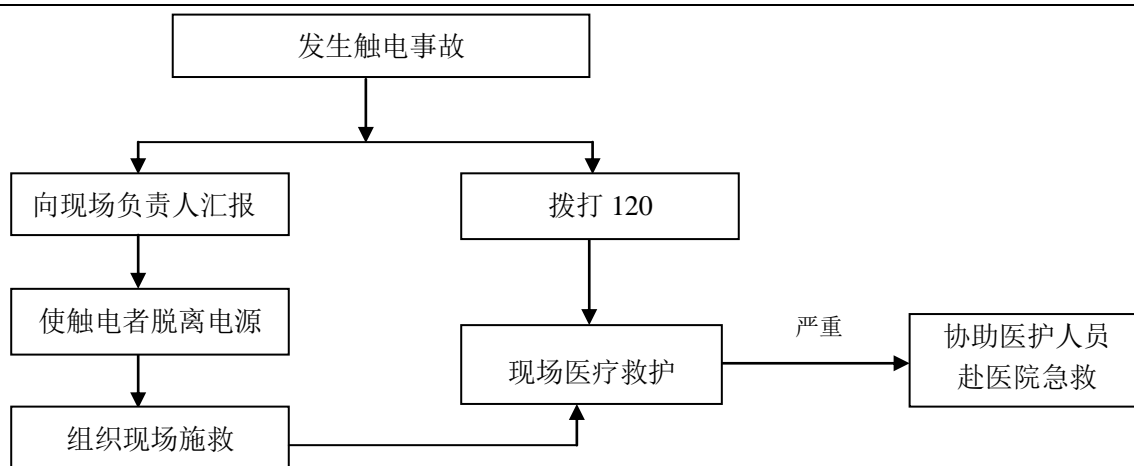 发生触电事故
向现场负责人汇报
拨打 120
使触电者脱离电源
严重
协助医护人员
赴医院急救
现场医疗救护
组织现场施救